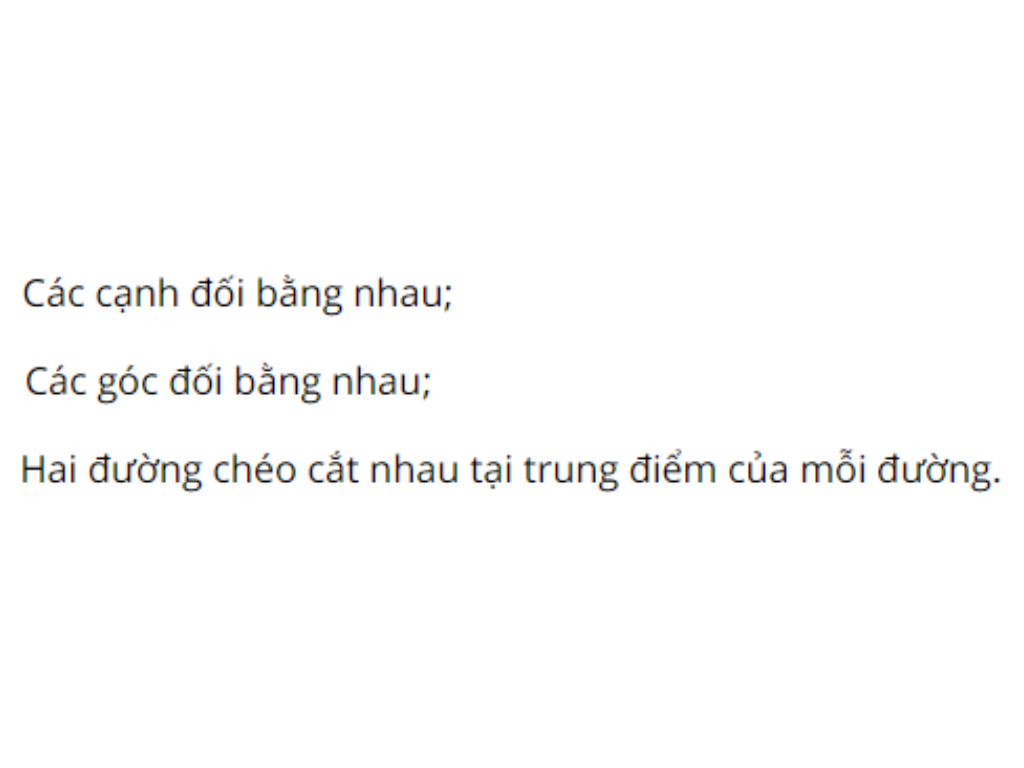 Các cạnh đối bằng nhau;
Các góc đối bằng nhau;
Hai đường chéo cắt nhau tại trung điểm của mỗi đường.